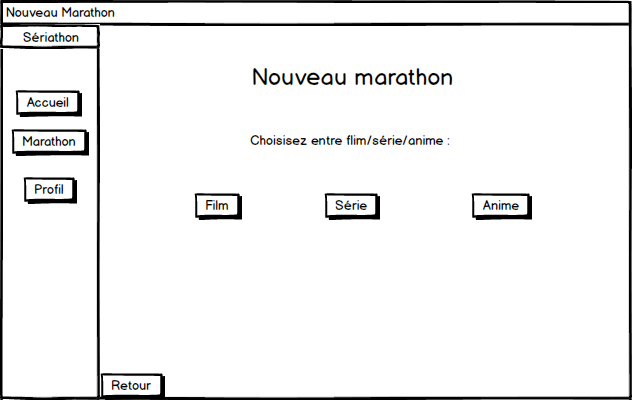 Nouveau Marathon
Sériathon
Accueil
Marathon
Profil
Nouveau marathon
Choisisez entre flim/série/anime :
Film
Série
Anime
Retour